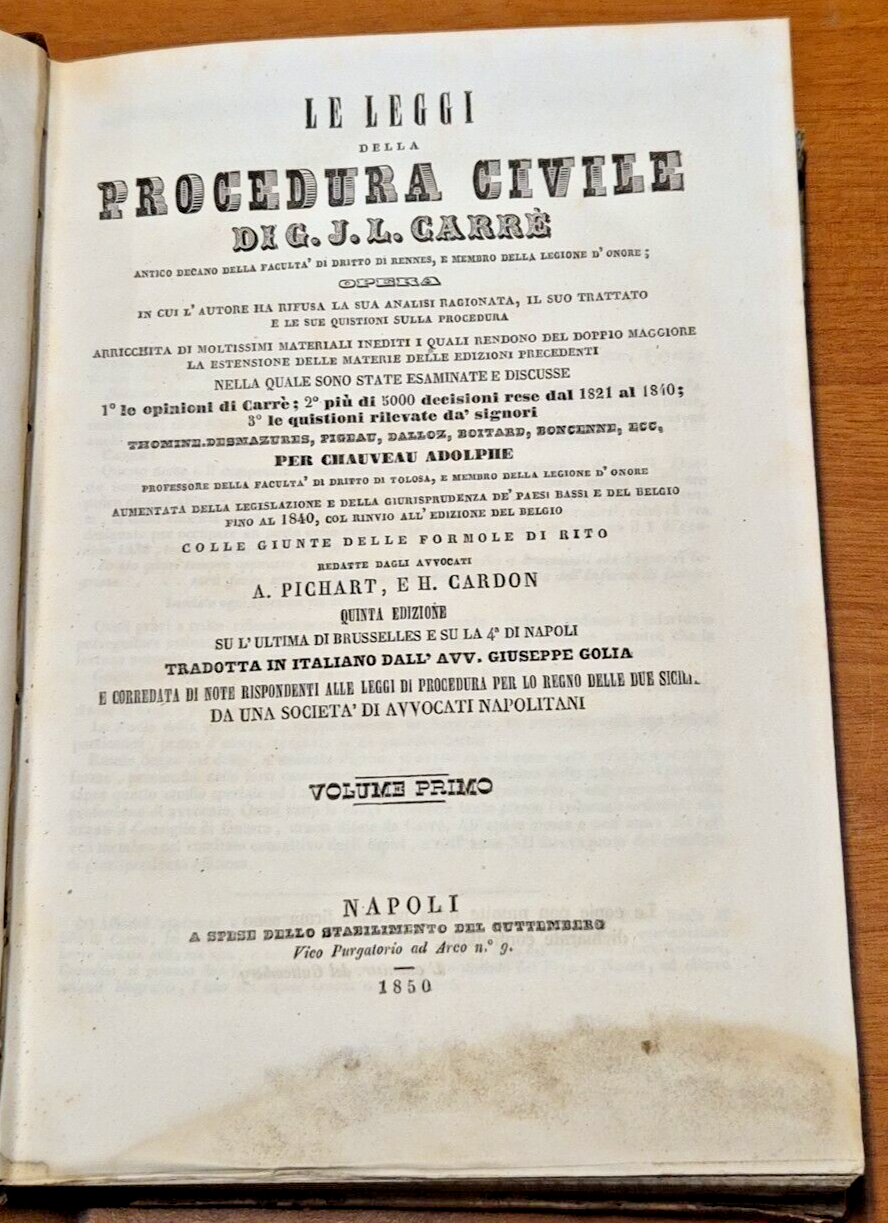 LE LEGGI
DELLA
PROCEDURA CIVILE
DI G. J. L. CARRÈ
ANTICO DECANO DELLA FACULTA' DI DRITTO DI RENNES, E MEMBRO DELLA LEGIONE D' ONORE;
OPERA
IN CUI L' AUTORE HA RIFUSA LA SUA ANALISI RAGIONATA, IL SUO TRATTATO
E LE SUE QUISTIONI SULLA PROCEDURA
ARRICCHITA DI MOLTISSIMI MATERIALI INEDITI I QUALI RENDONO DEL DOPPIO MAGGIORE
LA ESTENSIONE DELLE MATERIE DELLE EDIZIONI PRECEDENTI
NELLA QUALE SONO STATE ESAMINATE E DISCUSSE
1° le opinioni di Carrè; 2° più di 5000 decisioni rese dal 1821 al 1840;
3° le quistioni rilevate da' signori
THOMINE.DESMAZURES, PIGEAU, DALLOZ, BOITARD, BONCENNE, ECC.
PER CHAUVEAU ADOLPHE
PROFESSORE DELLA FACULTA' DI DRITTO DI TOLOSA, E MEMBRO DELLA LEGIONE D' ONORE
AUMENTATA DELLA LEGISLAZIONE E DELLA GIURISPRUDENZA DE' PAESI BASSI E DEL BELGIO
FINO AL 1840, COL RINVIO ALL' EDIZIONE DEL BELGIO
COLLE GIUNTE DELLE FORMOLE DI RITO
REDATTE DAGLI AVVOCATI
A. PICHART, E H. CARDON
QUINTA EDIZIONE
SU L' ULTIMA DI BRUSSELLES E SU LA 4ª DI NAPOLI
TRADOTTA IN ITALIANO DALL' AVV. GIUSEPPE GOLIA
E CORREDATA DI NOTE RISPONDENTI ALLE LEGGI DI PROCEDURA PER LO REGNO DELLE DUE SICILI
DA UNA SOCIETA' DI AVVOCATI NAPOLITANI
VOLUME PRIMO
NAPOLI
A SPESE DELLO STABILIMENTO DEL GUTTEMBERG
Vico Purgatorio ad Arco n.° 9.
1850